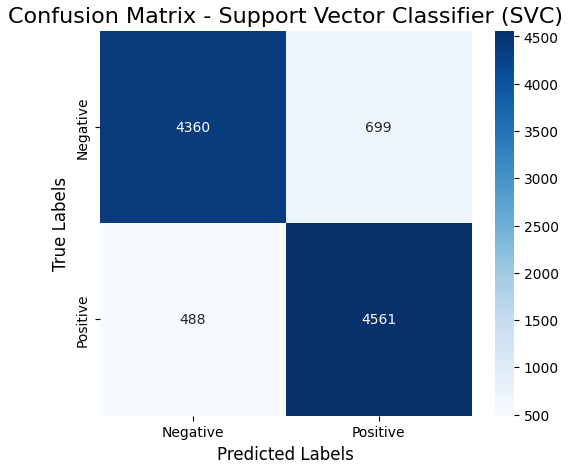 Confusion Matrix - Support Vector Classifier (SVC)
True Labels
Negative
4360
699
Positive
488
4561
Negative
Positive
Predicted Labels
4500
4000
3500
3000
2500
2000
1500
1000
500